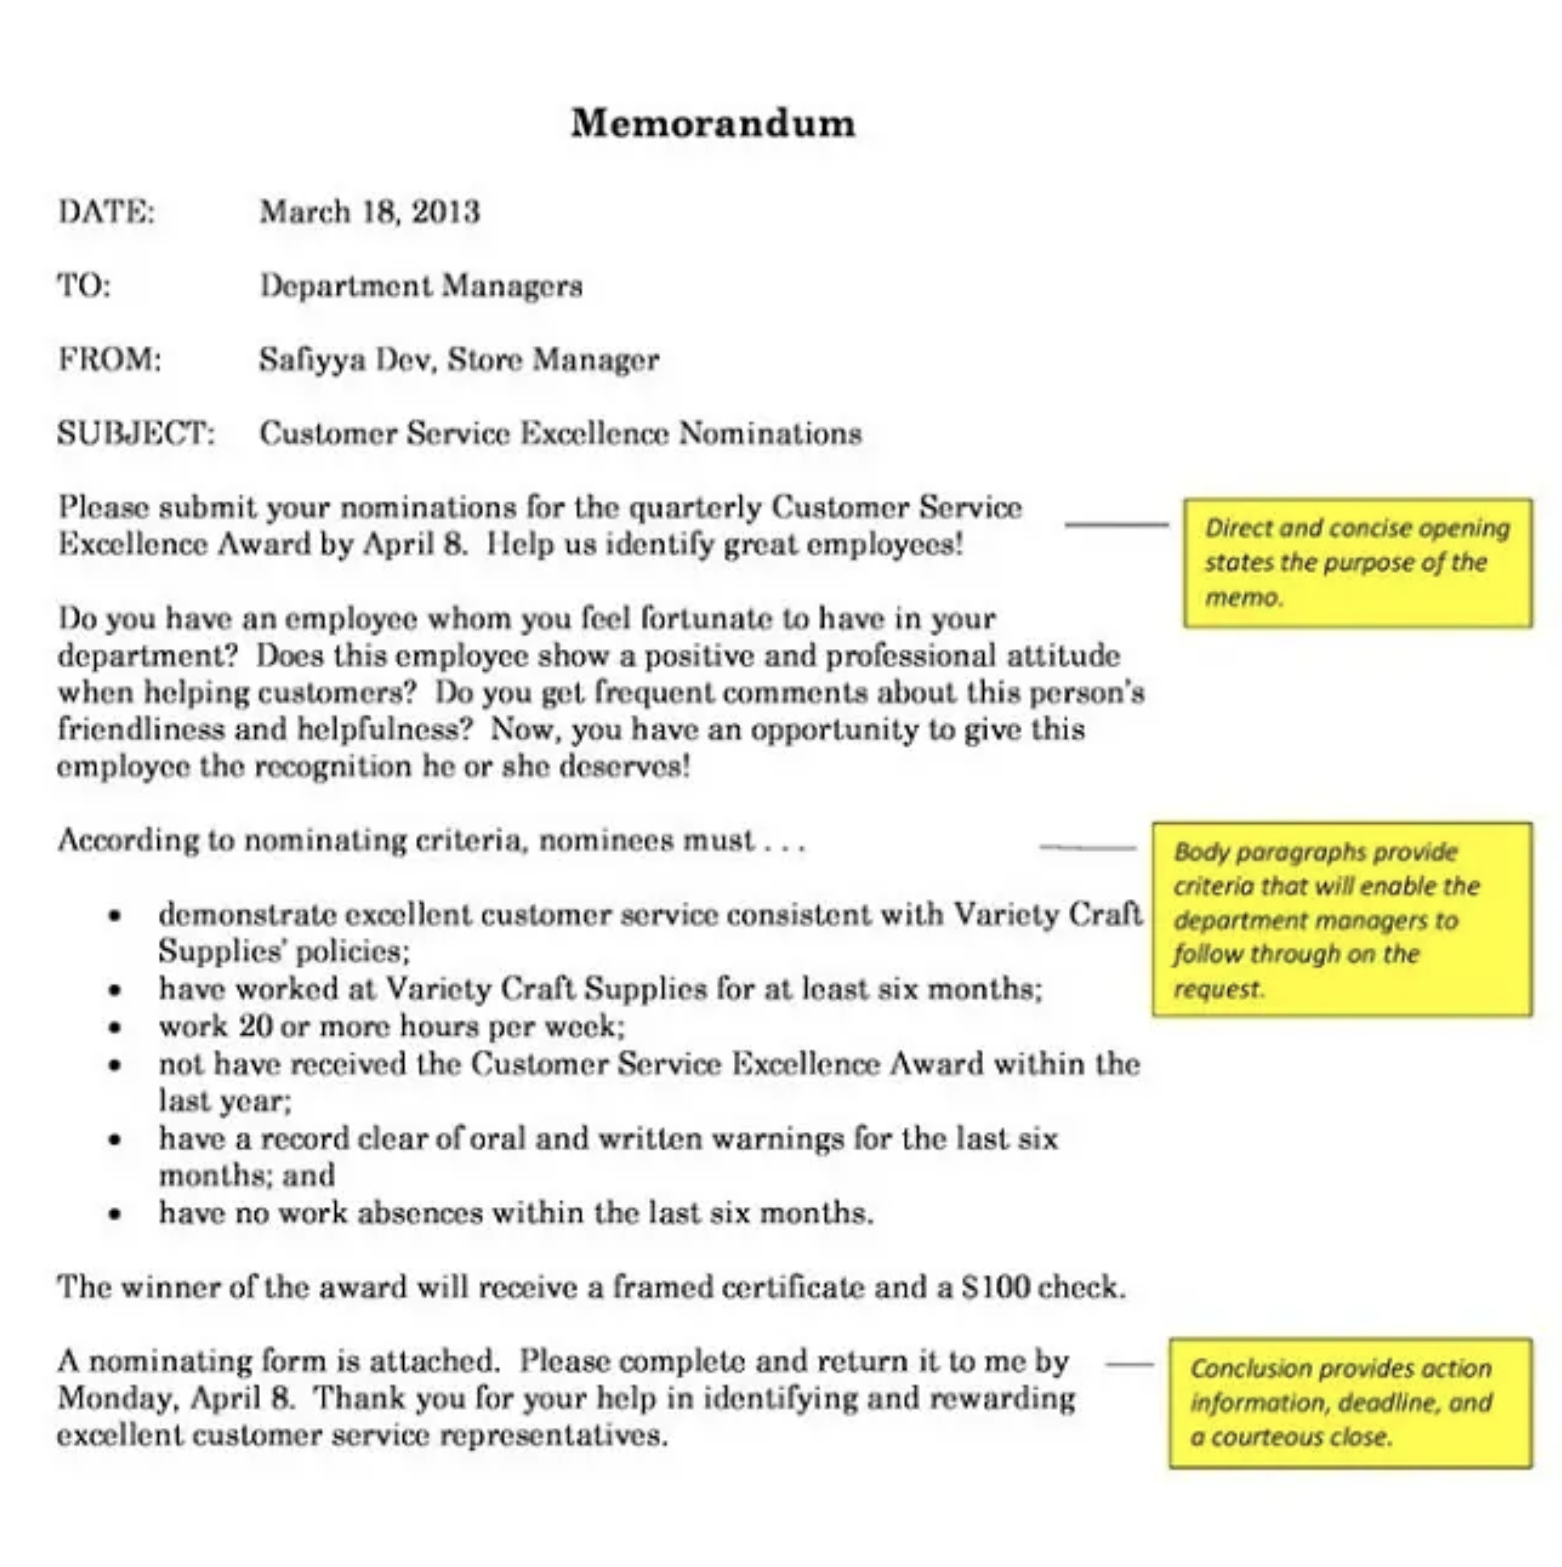 Memorandum
DATE: March 18, 2013
TO: Department Managers
FROM: Safiyya Dev, Store Manager
SUBJECT: Customer Service Excellence Nominations
Please submit your nominations for the quarterly Customer Service
Excellence Award by April 8. Help us identify great employees!
Direct and concise opening
states the purpose of the
memo.
Do you have an employee whom you feel fortunate to have in your
department? Does this employee show a positive and professional attitude
when helping customers? Do you get frequent comments about this person's
friendliness and helpfulness? Now, you have an opportunity to give this
employee the recognition he or she deserves!
According to nominating criteria, nominees must . . .
Body paragraphs provide
criteria that will enable the
department managers to
follow through on the
request.
• demonstrate excellent customer service consistent with Variety Craft
Supplies' policies;
• have worked at Variety Craft Supplies for at least six months;
• work 20 or more hours per week;
• not have received the Customer Service Excellence Award within the
last year;
• have a record clear of oral and written warnings for the last six
months; and
• have no work absences within the last six months.
The winner of the award will receive a framed certificate and a $100 check.
A nominating form is attached. Please complete and return it to me by
Monday, April 8. Thank you for your help in identifying and rewarding
excellent customer service representatives.
Conclusion provides action
information, deadline, and
a courteous close.